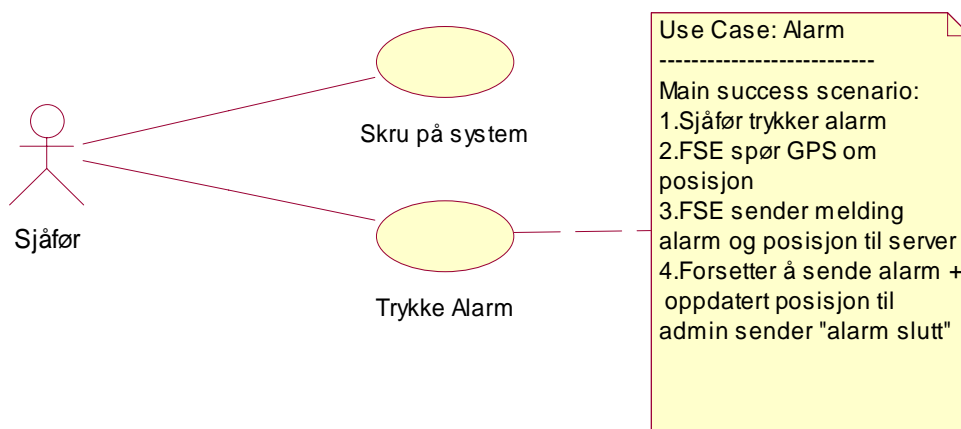 Sjåfør
Skru på system
Trykke Alarm
Use Case: Alarm
---------------------------
Main success scenario:
1.Sjåfør trykker alarm
2.FSE spør GPS om
posisjon
3.FSE sender melding
alarm og posisjon til server
4.Forsetter å sende alarm +
oppdatert posisjon til
admin sender "alarm slutt"